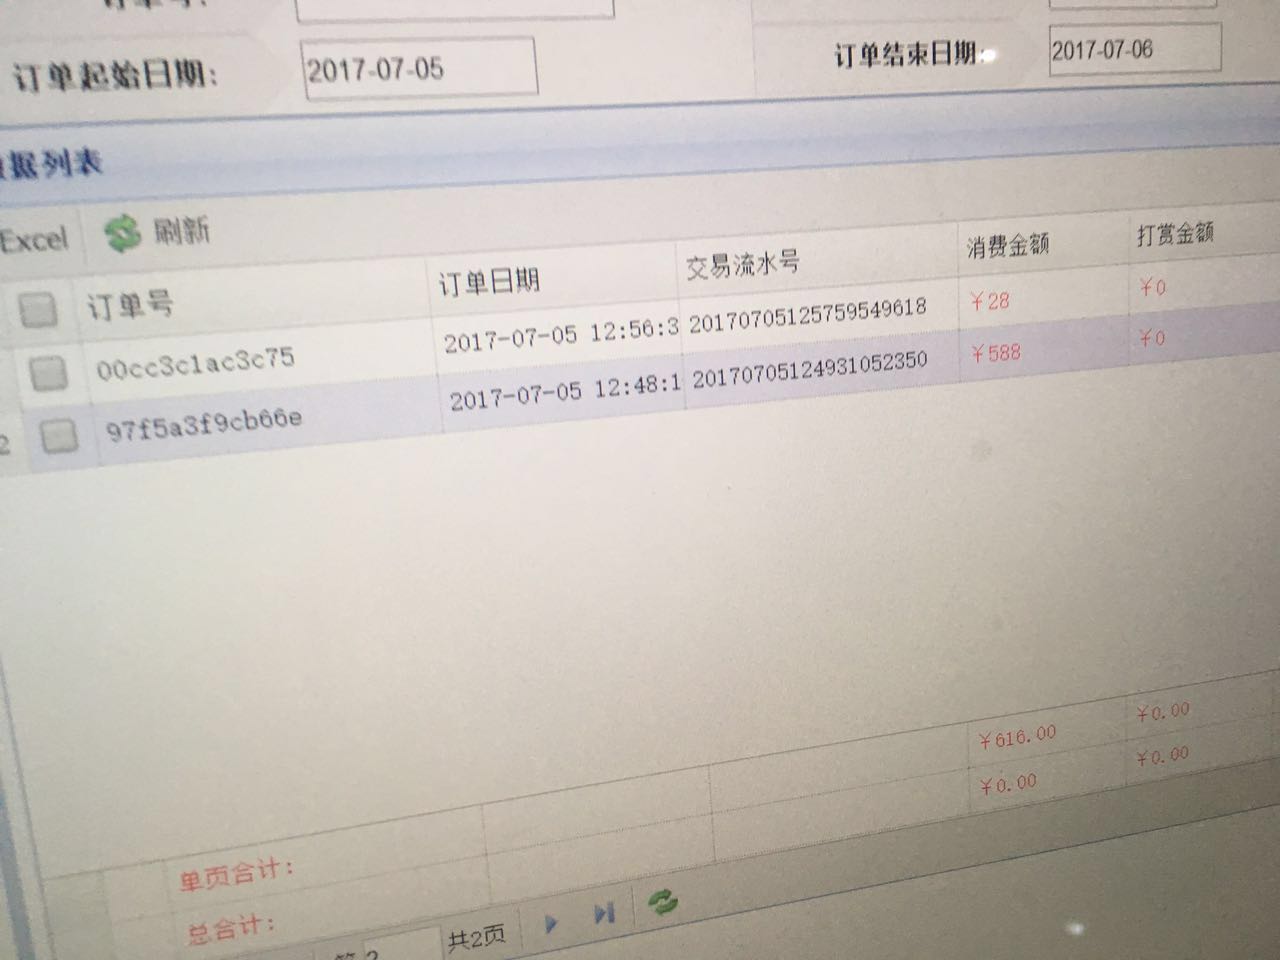 订单起始日期: 2017-07-05 订单结束日期: 2017-07-06
据列表
Excel 刷新
订单号 订单日期 交易流水号 消费金额 打赏金额
00cc3c1ac3c75 2017-07-05 12:56:3 20170705125759549618 ¥28 ¥0
2 97f5a3f9cb66e 2017-07-05 12:48:1 20170705124931052350 ¥588 ¥0
单页合计: ¥616.00 ¥0.00
总合计: ¥0.00 ¥0.00
第 2 共2页